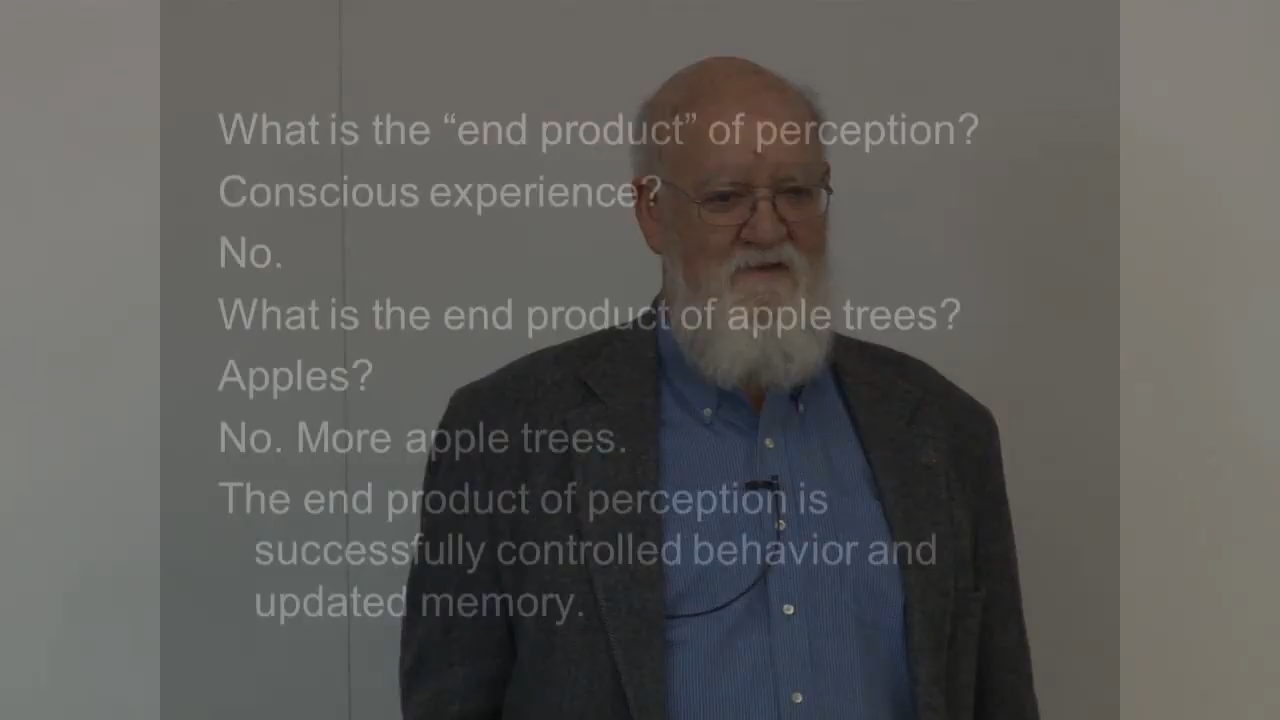 What is the “end product” of perception?
Conscious experience?
No.
What is the end product of apple trees?
Apples?
No. More apple trees.
The end product of perception is
successfully controlled behavior and
updated memory.